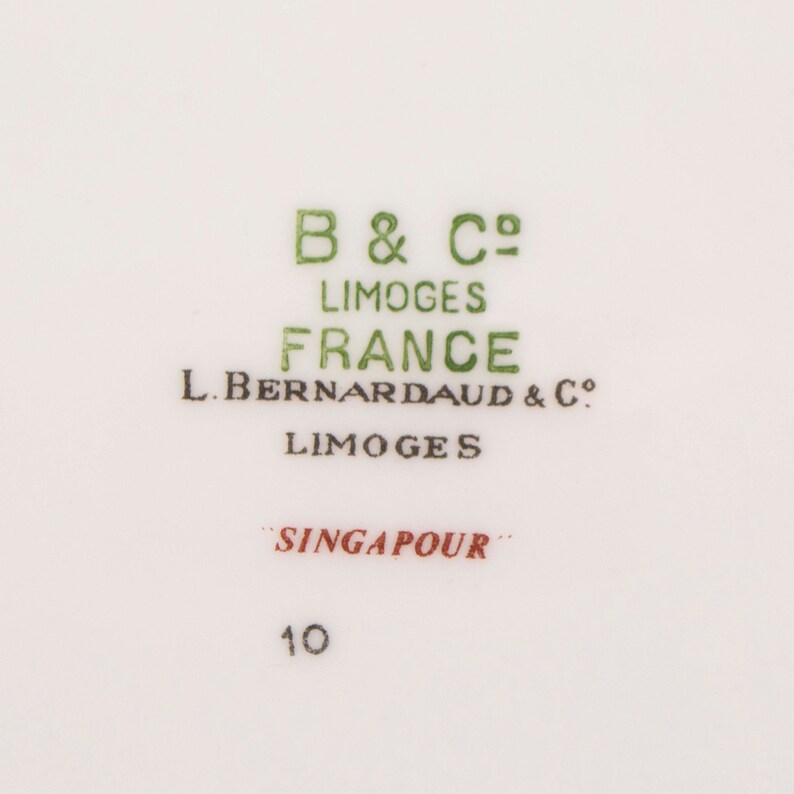 B & Cº
LIMOGES
FRANCE
L. BERNARDAUD & Cº.
LIMOGES
"SINGAPOUR"
10